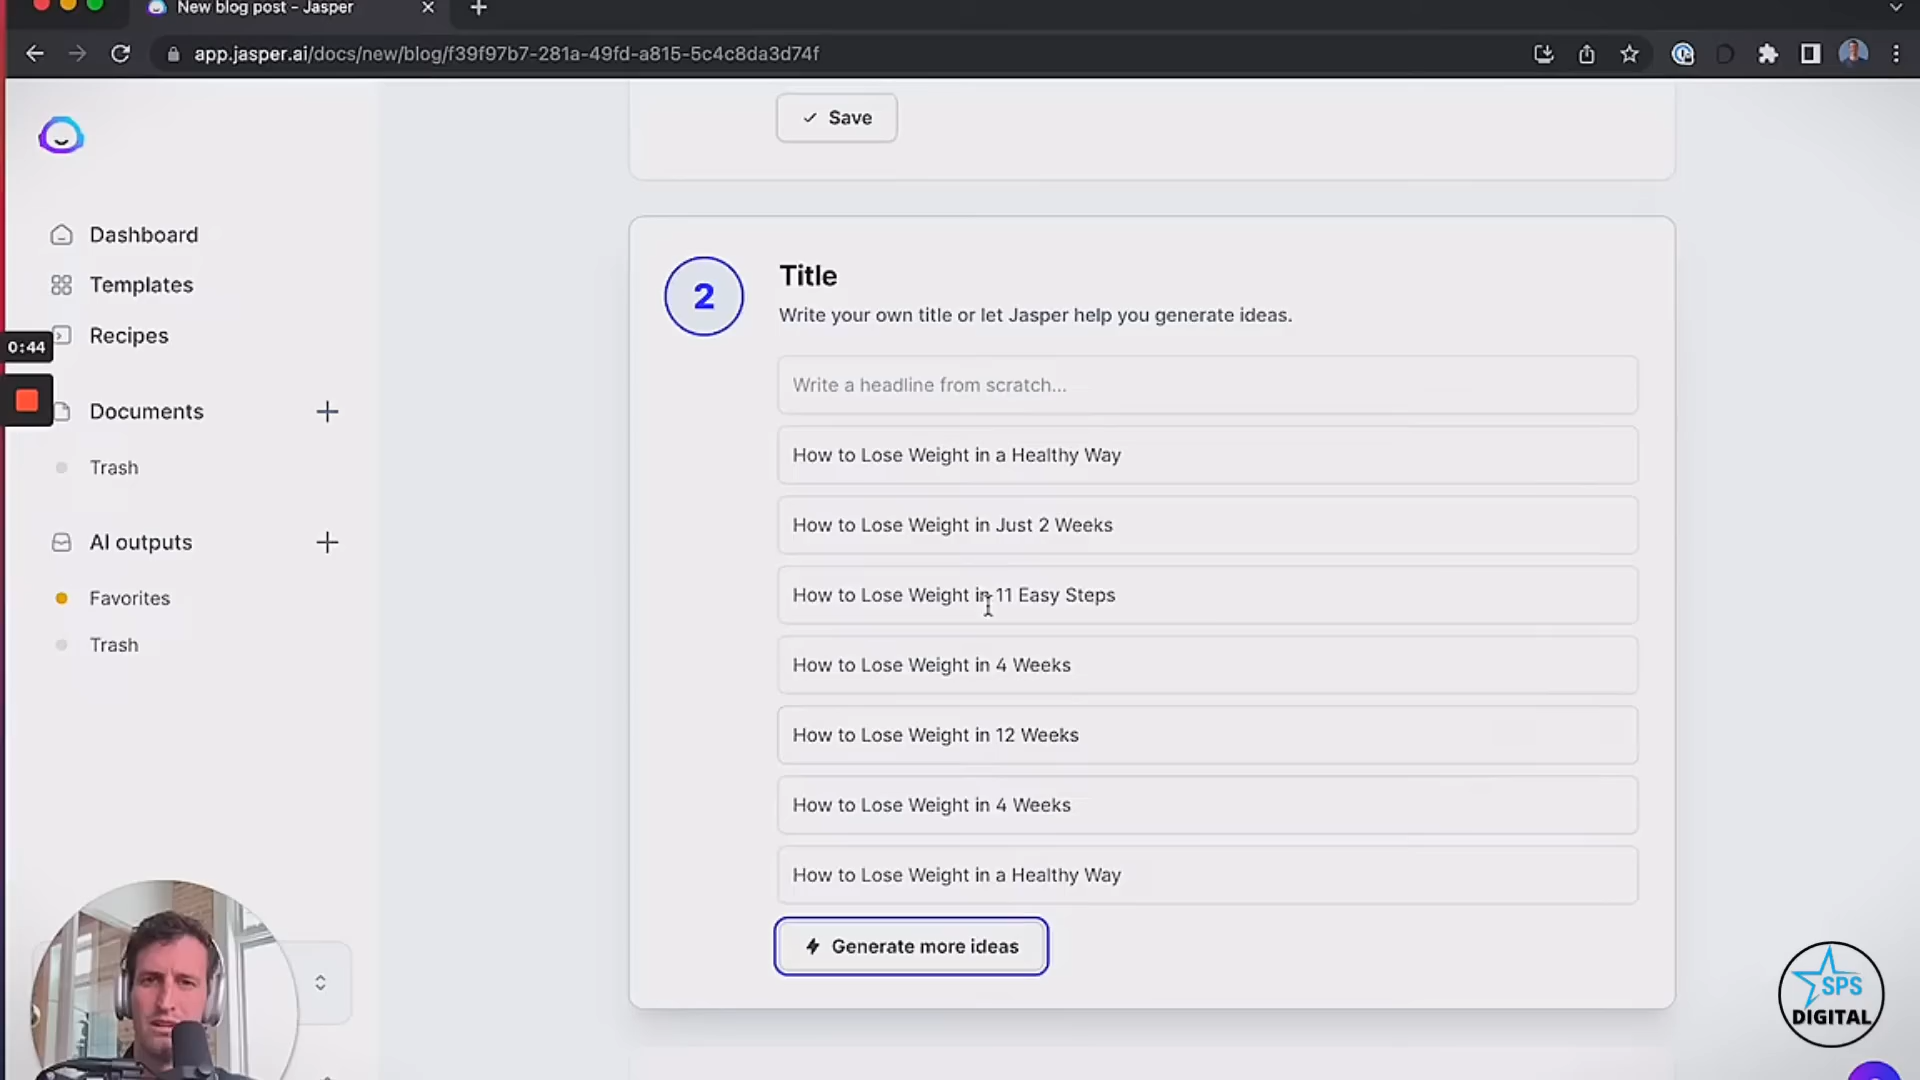 New blog post - Jasper
app.jasper.ai/docs/new/blog/f39f97b7-281a-49fd-a815-5c4c8da3d74f
Save
Dashboard
Templates
Recipes
0:44
Documents
Trash
AI outputs
Favorites
Trash
2
Title
Write your own title or let Jasper help you generate ideas.
Write a headline from scratch...
How to Lose Weight in a Healthy Way
How to Lose Weight in Just 2 Weeks
How to Lose Weight in 11 Easy Steps
How to Lose Weight in 4 Weeks
How to Lose Weight in 12 Weeks
How to Lose Weight in 4 Weeks
How to Lose Weight in a Healthy Way
Generate more ideas
SPS
DIGITAL